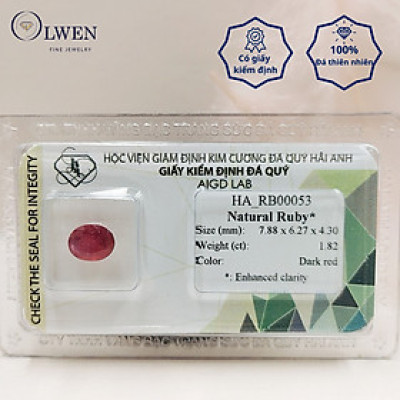 OLWEN
FINE JEWELRY
Có giấy
kiểm định
100%
Đá thiên nhiên
HỌC VIỆN GIÁM ĐỊNH KIM CƯƠNG ĐÁ QUÝ HẢI ANH
GIẤY KIỂM ĐỊNH ĐÁ QUÝ
AIGD LAB
CHECK THE SEAL FOR INTEGRITY
HA_RB00053
Natural Ruby*
Size (mm): 7.88 x 6.27 x 4.30
Weight (ct): 1.82
Color: Dark red
*: Enhanced clarity